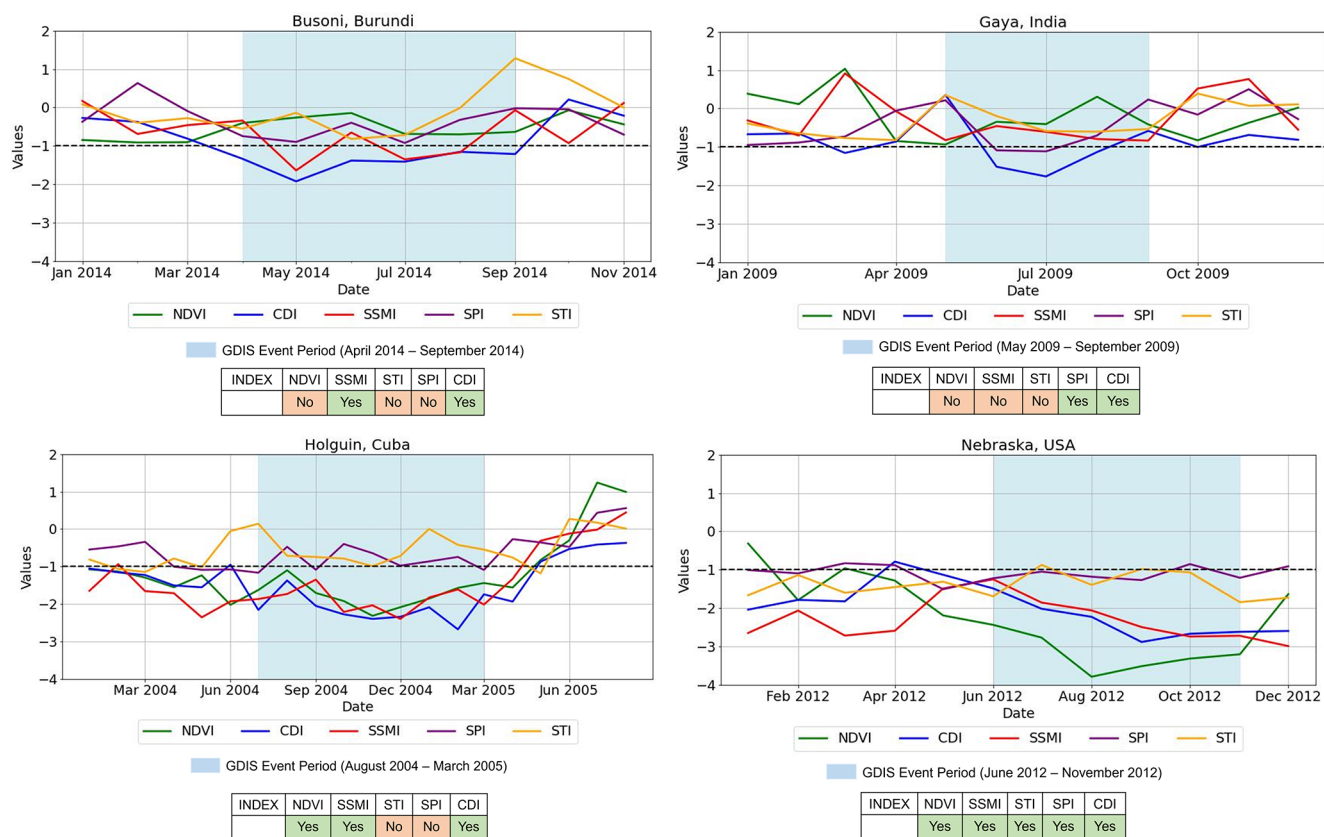 Busoni, Burundi
2
1
0
−1
−2
−3
−4
Values
Jan 2014 Mar 2014 May 2014 Jul 2014 Sep 2014 Nov 2014
Date
NDVI CDI SSMI SPI STI
GDIS Event Period (April 2014 – September 2014)
INDEX NDVI SSMI STI SPI CDI
No Yes No No Yes
Gaya, India
2
1
0
−1
−2
−3
−4
Values
Jan 2009 Apr 2009 Jul 2009 Oct 2009
Date
NDVI CDI SSMI SPI STI
GDIS Event Period (May 2009 – September 2009)
INDEX NDVI SSMI STI SPI CDI
No No No Yes Yes
Holguin, Cuba
2
1
0
−1
−2
−3
−4
Values
Mar 2004 Jun 2004 Sep 2004 Dec 2004 Mar 2005 Jun 2005
Date
NDVI CDI SSMI SPI STI
GDIS Event Period (August 2004 – March 2005)
INDEX NDVI SSMI STI SPI CDI
Yes Yes No No Yes
Nebraska, USA
2
1
0
−1
−2
−3
−4
Values
Feb 2012 Apr 2012 Jun 2012 Aug 2012 Oct 2012 Dec 2012
Date
NDVI CDI SSMI SPI STI
GDIS Event Period (June 2012 – November 2012)
INDEX NDVI SSMI STI SPI CDI
Yes Yes Yes Yes Yes